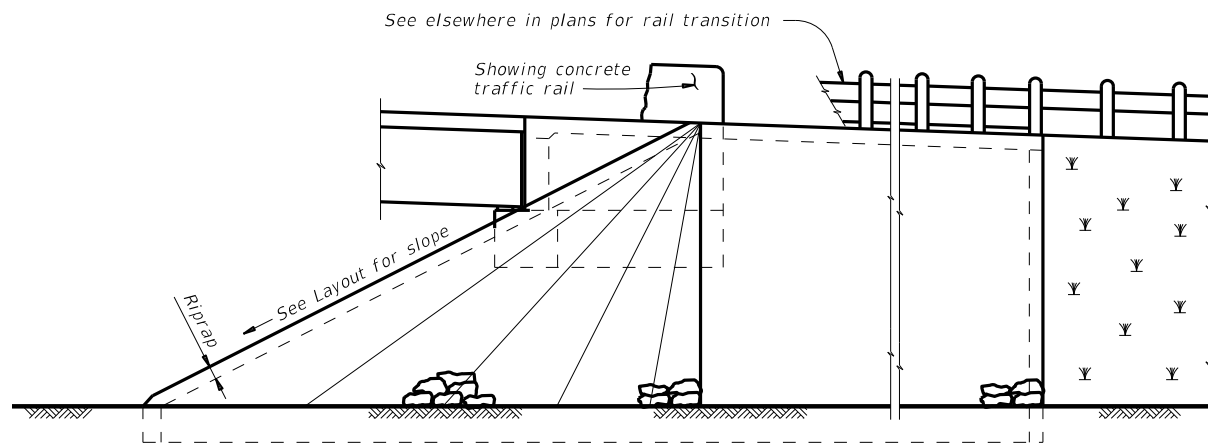 See elsewhere in plans for rail transition
Showing concrete
traffic rail
See Layout for slope
Riprap